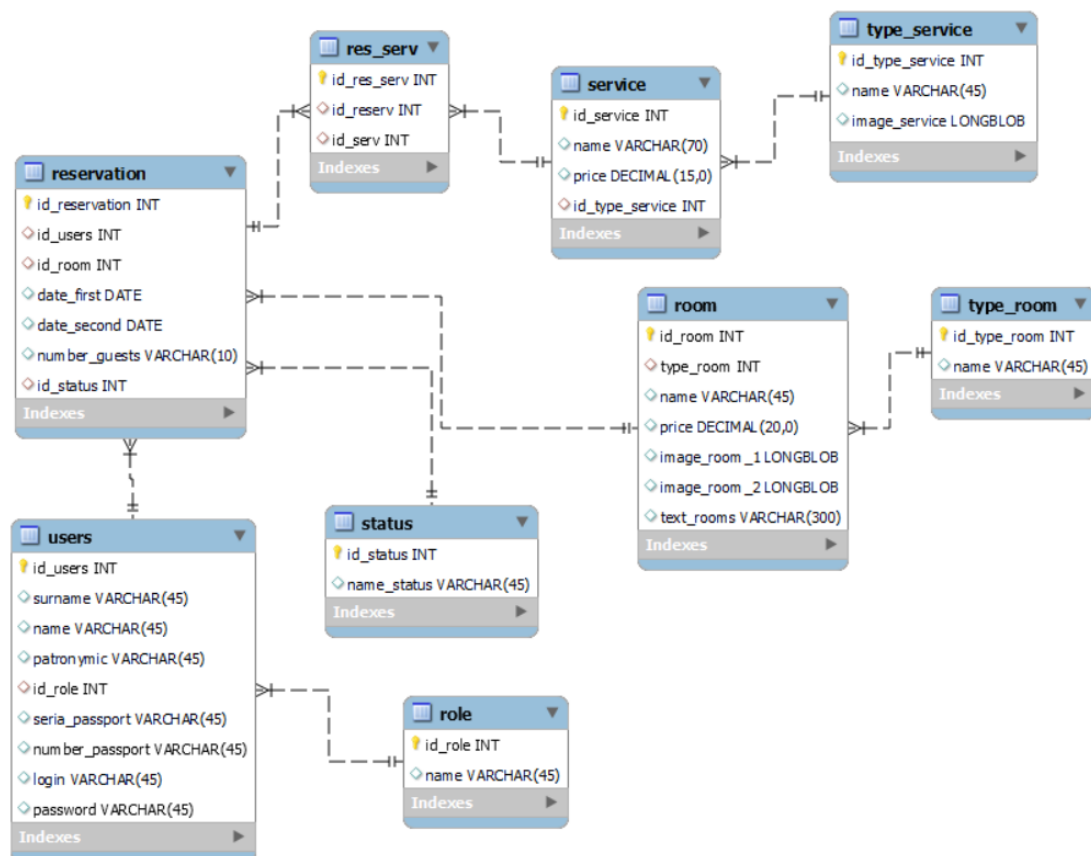 res_serv
id_res_serv INT
id_reserv INT
id_serv INT
Indexes
service
id_service INT
name VARCHAR(70)
price DECIMAL(15,0)
id_type_service INT
Indexes
type_service
id_type_service INT
name VARCHAR(45)
image_service LONGBLOB
Indexes
reservation
id_reservation INT
id_users INT
id_room INT
date_first DATE
date_second DATE
number_guests VARCHAR(10)
id_status INT
Indexes
room
id_room INT
type_room INT
name VARCHAR(45)
price DECIMAL(20,0)
image_room_1 LONGBLOB
image_room_2 LONGBLOB
text_rooms VARCHAR(300)
Indexes
type_room
id_type_room INT
name VARCHAR(45)
Indexes
users
id_users INT
surname VARCHAR(45)
name VARCHAR(45)
patronymic VARCHAR(45)
id_role INT
seria_passport VARCHAR(45)
number_passport VARCHAR(45)
login VARCHAR(45)
password VARCHAR(45)
Indexes
status
id_status INT
name_status VARCHAR(45)
Indexes
role
id_role INT
name VARCHAR(45)
Indexes